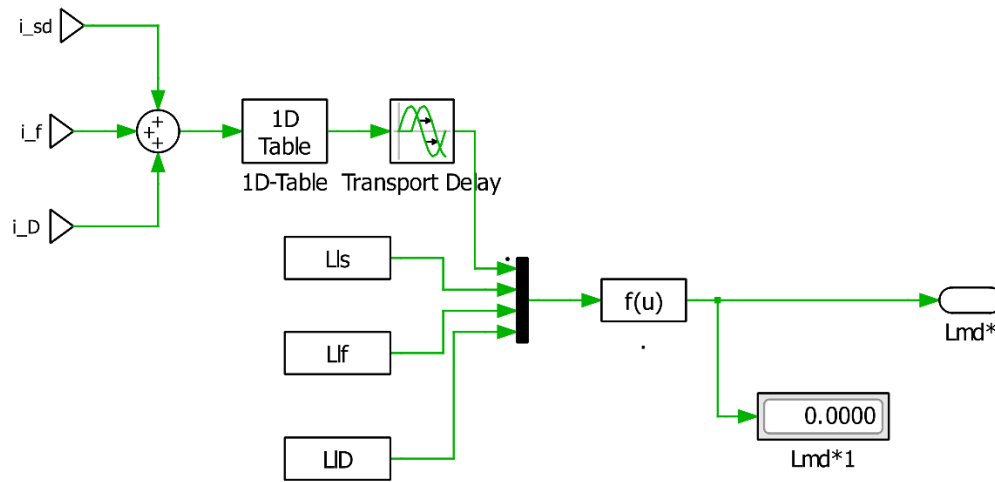 i_sd
i_f
i_D
+
+
+
1D
Table
1D-Table
Transport Delay
Lls
Llf
LlD
f(u)
Lmd*
0.0000
Lmd*1